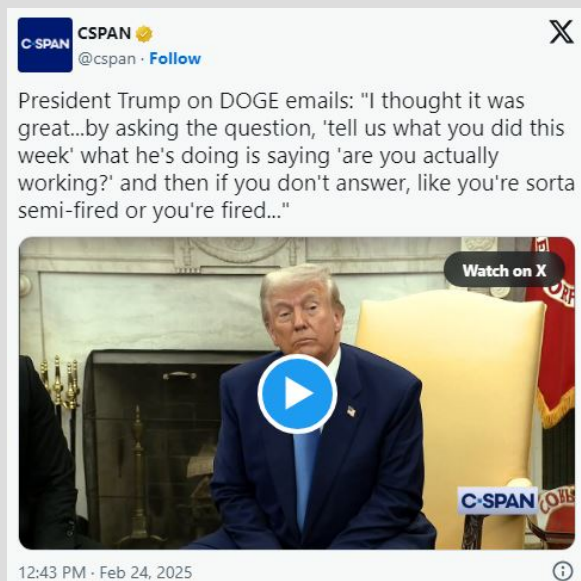 C-SPAN
CSPAN
@cspan · Follow
President Trump on DOGE emails: "I thought it was
great...by asking the question, 'tell us what you did this
week' what he's doing is saying 'are you actually
working?' and then if you don't answer, like you're sorta
semi-fired or you're fired..."
Watch on X
C-SPAN
12:43 PM · Feb 24, 2025